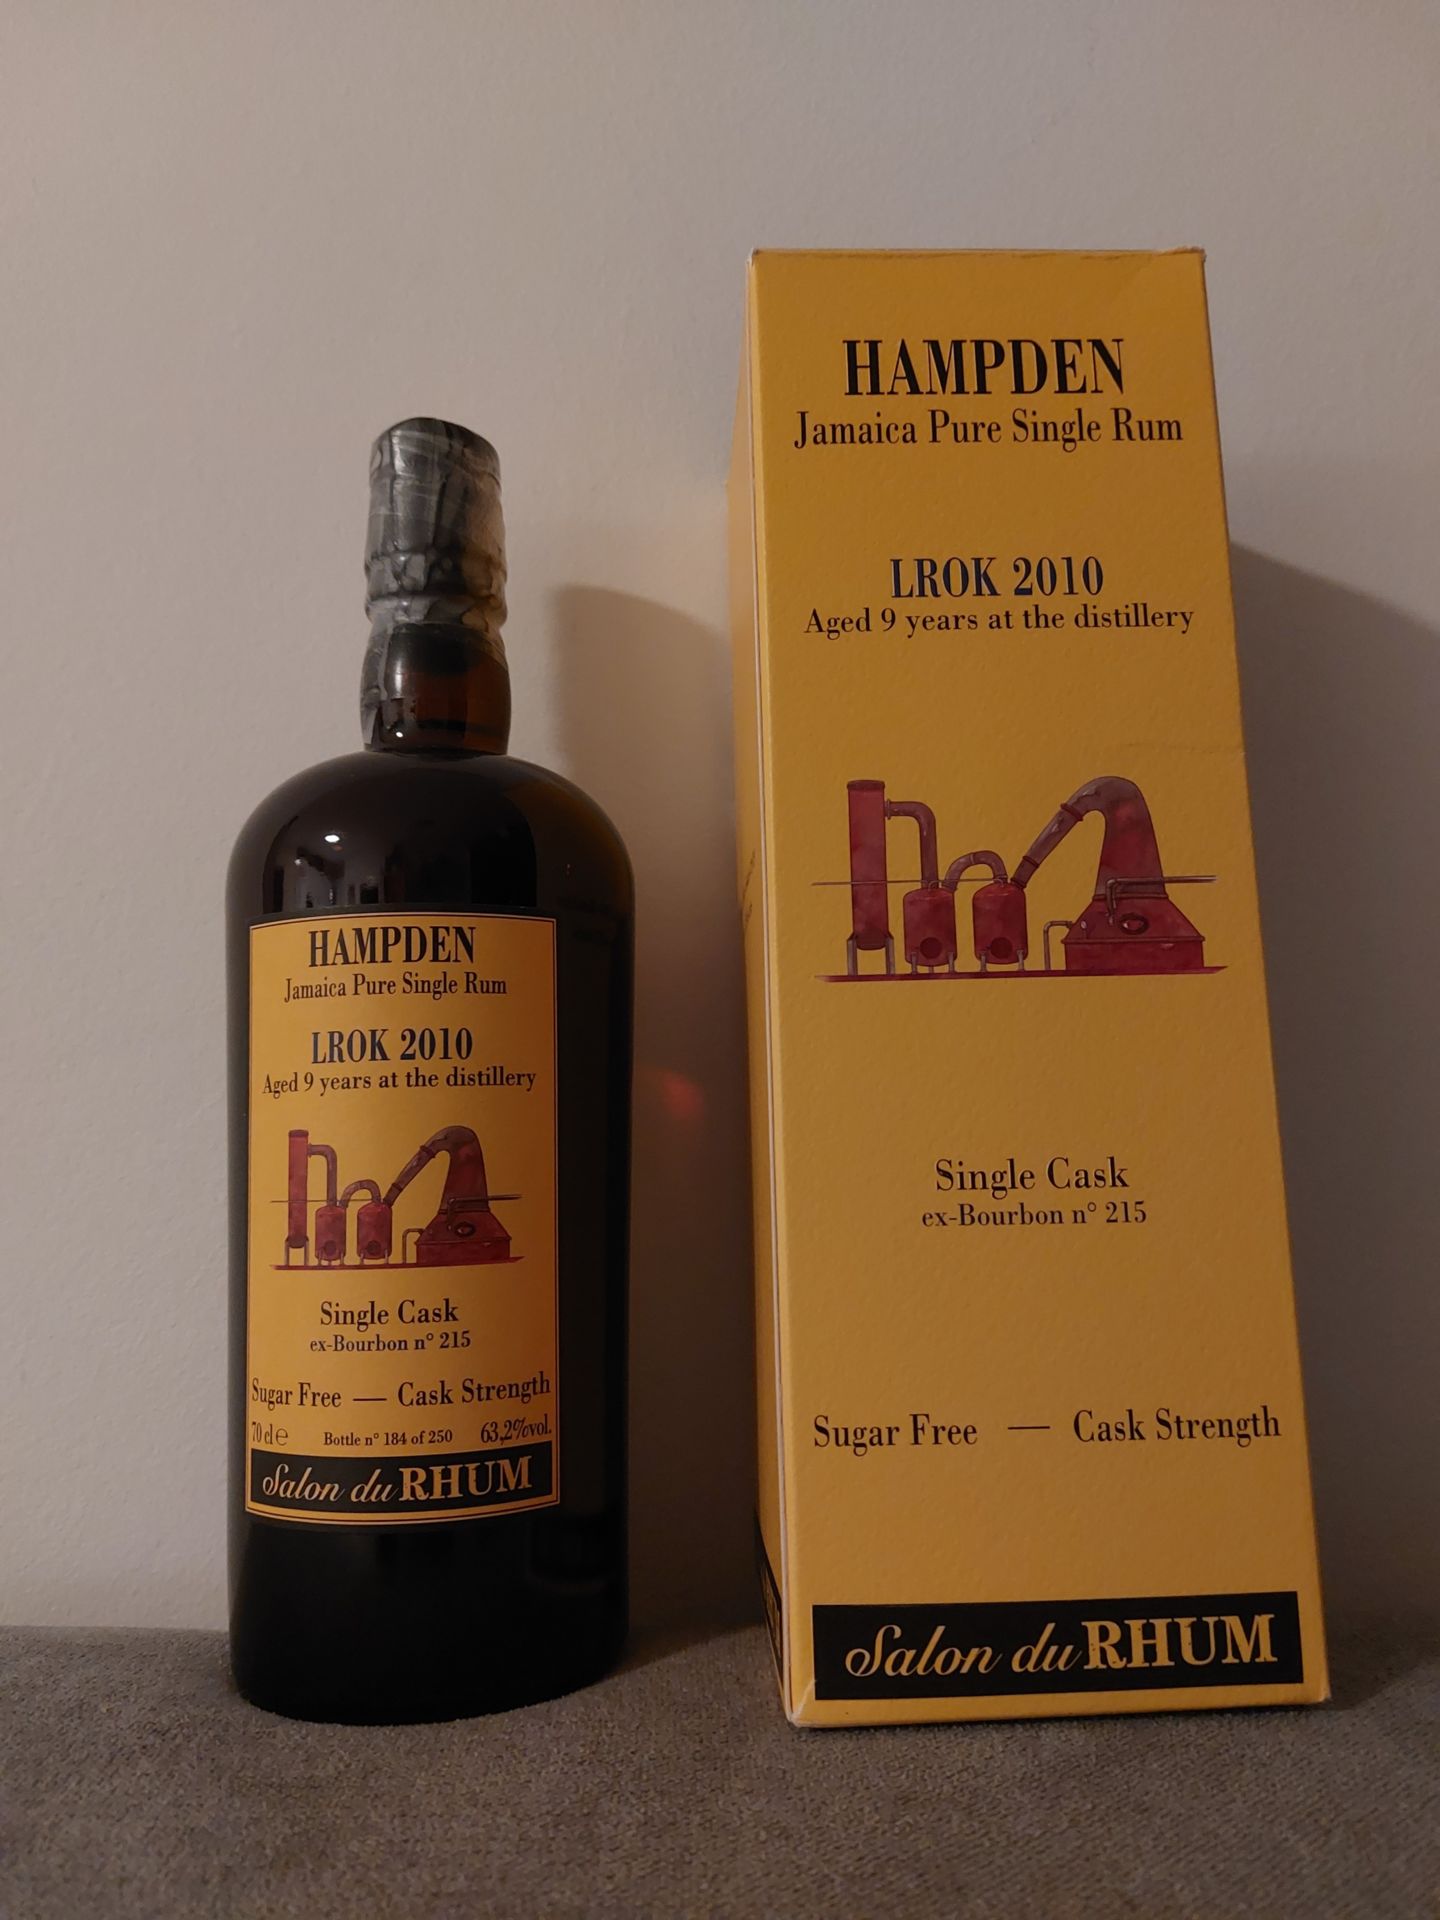 HAMPDEN
Jamaica Pure Single Rum
LROK 2010
Aged 9 years at the distillery
Single Cask
ex-Bourbon n° 215
Sugar Free — Cask Strength
70 cl e Bottle n° 184 of 250 63,2%vol.
Salon du RHUM
HAMPDEN
Jamaica Pure Single Rum
LROK 2010
Aged 9 years at the distillery
Single Cask
ex-Bourbon n° 215
Sugar Free — Cask Strength
Salon du RHUM